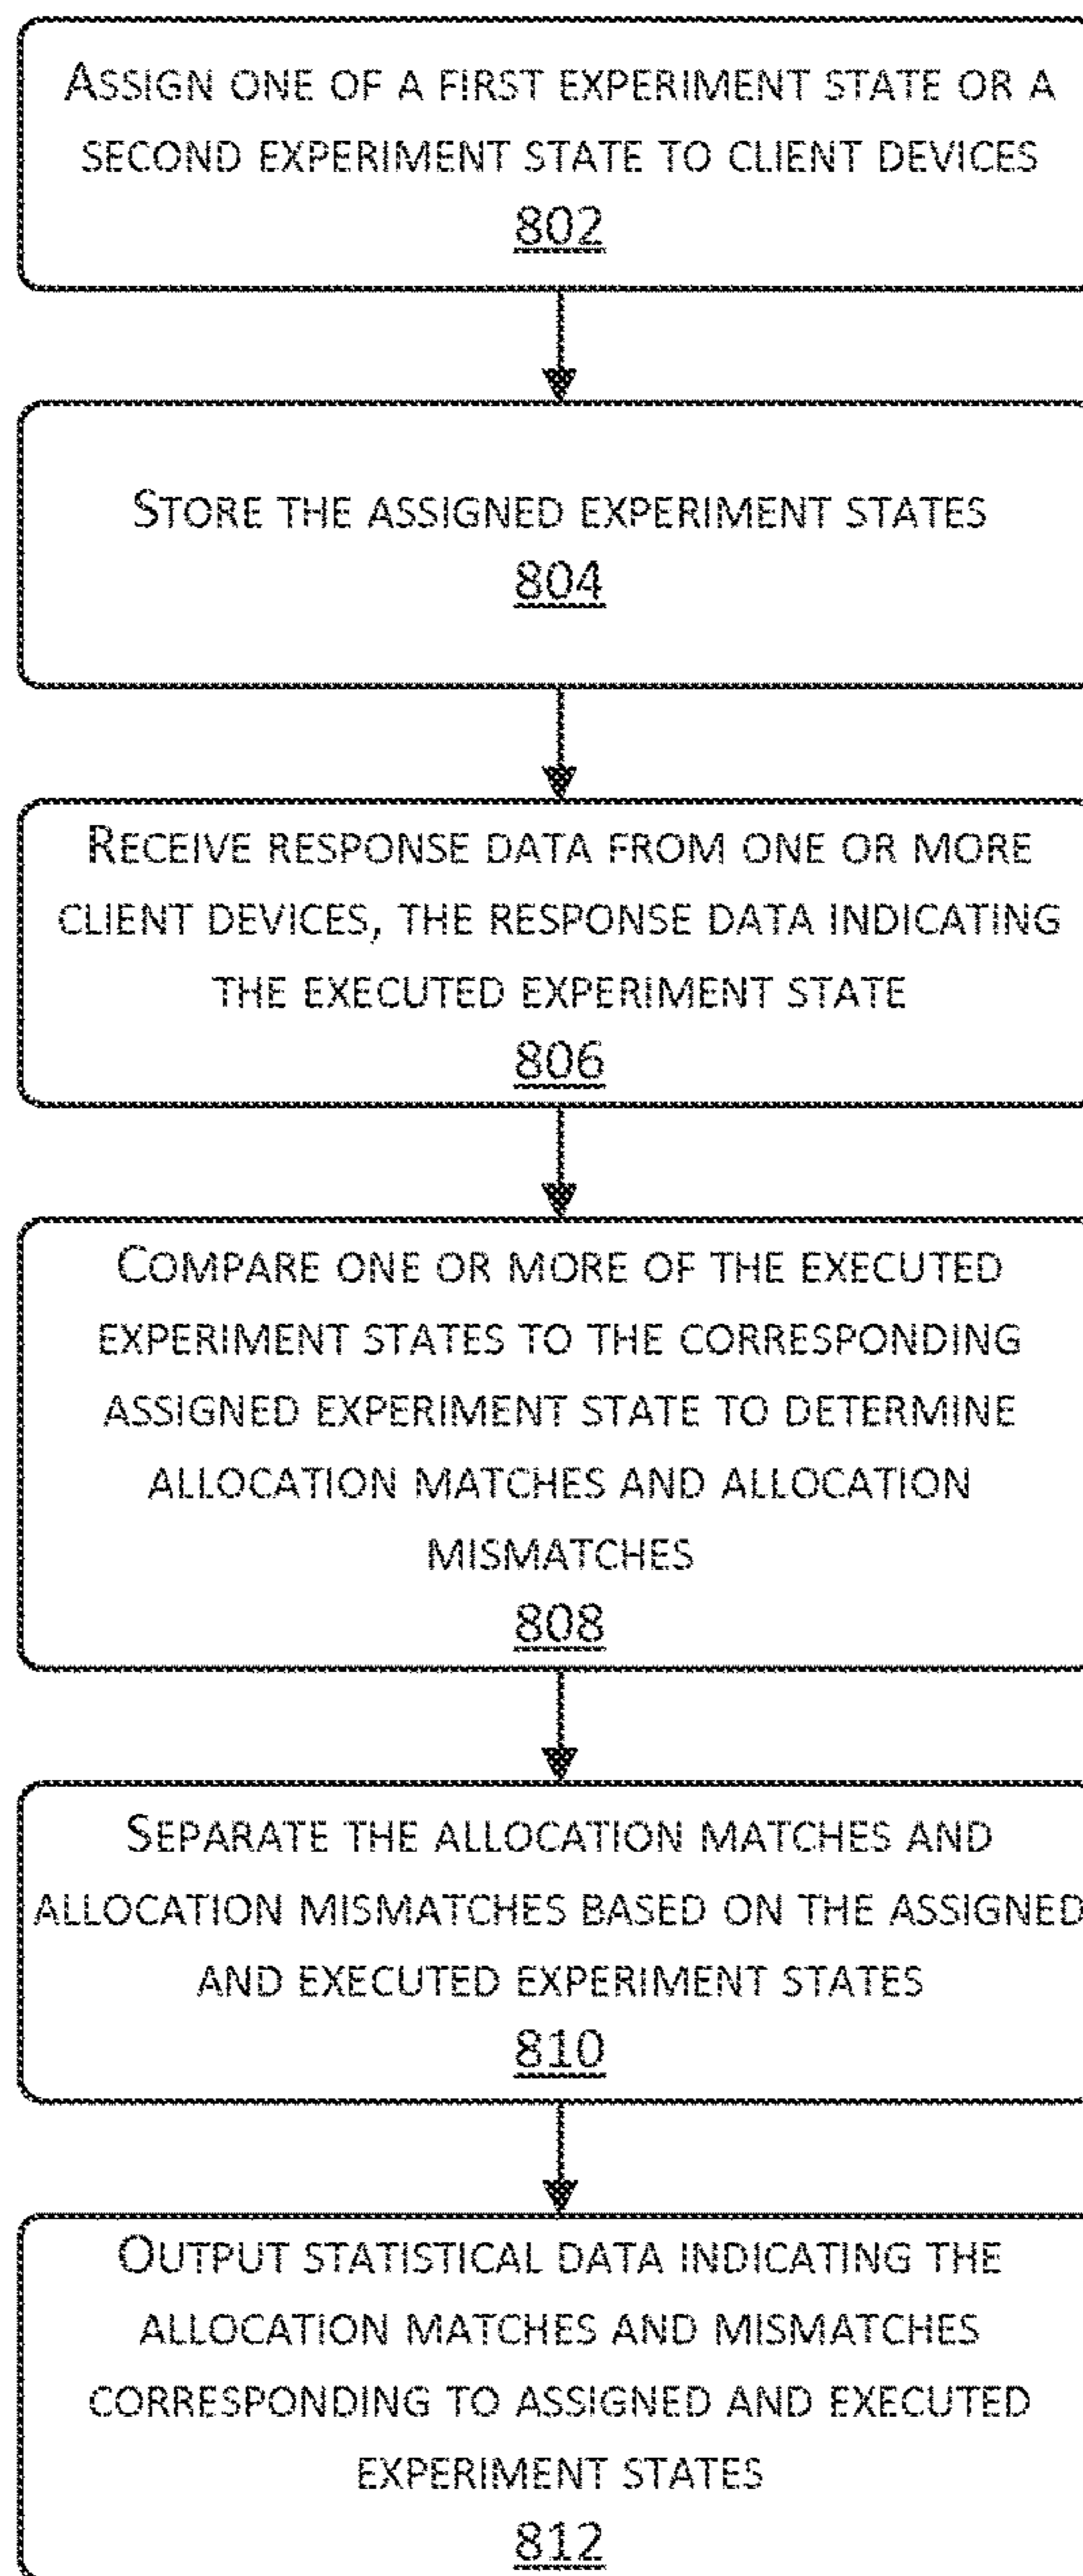 ASSIGN ONE OF A FIRST EXPERIMENT STATE OR A
SECOND EXPERIMENT STATE TO CLIENT DEVICES
802
STORE THE ASSIGNED EXPERIMENT STATES
804
RECEIVE RESPONSE DATA FROM ONE OR MORE
CLIENT DEVICES, THE RESPONSE DATA INDICATING
THE EXECUTED EXPERIMENT STATE
806
COMPARE ONE OR MORE OF THE EXECUTED
EXPERIMENT STATES TO THE CORRESPONDING
ASSIGNED EXPERIMENT STATE TO DETERMINE
ALLOCATION MATCHES AND ALLOCATION
MISMATCHES
808
SEPARATE THE ALLOCATION MATCHES AND
ALLOCATION MISMATCHES BASED ON THE ASSIGNED
AND EXECUTED EXPERIMENT STATES
810
OUTPUT STATISTICAL DATA INDICATING THE
ALLOCATION MATCHES AND MISMATCHES
CORRESPONDING TO ASSIGNED AND EXECUTED
EXPERIMENT STATES
812